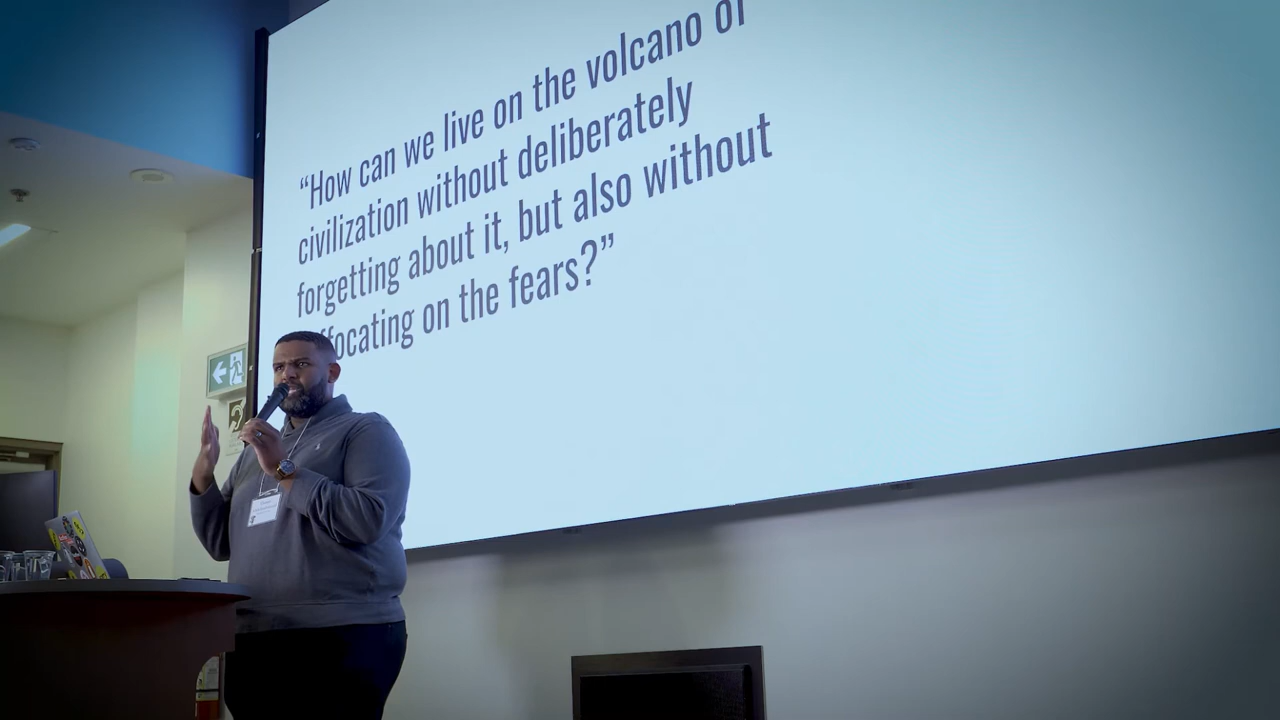 “How can we live on the volcano of
civilization without deliberately
forgetting about it, but also without
ffocating on the fears?”